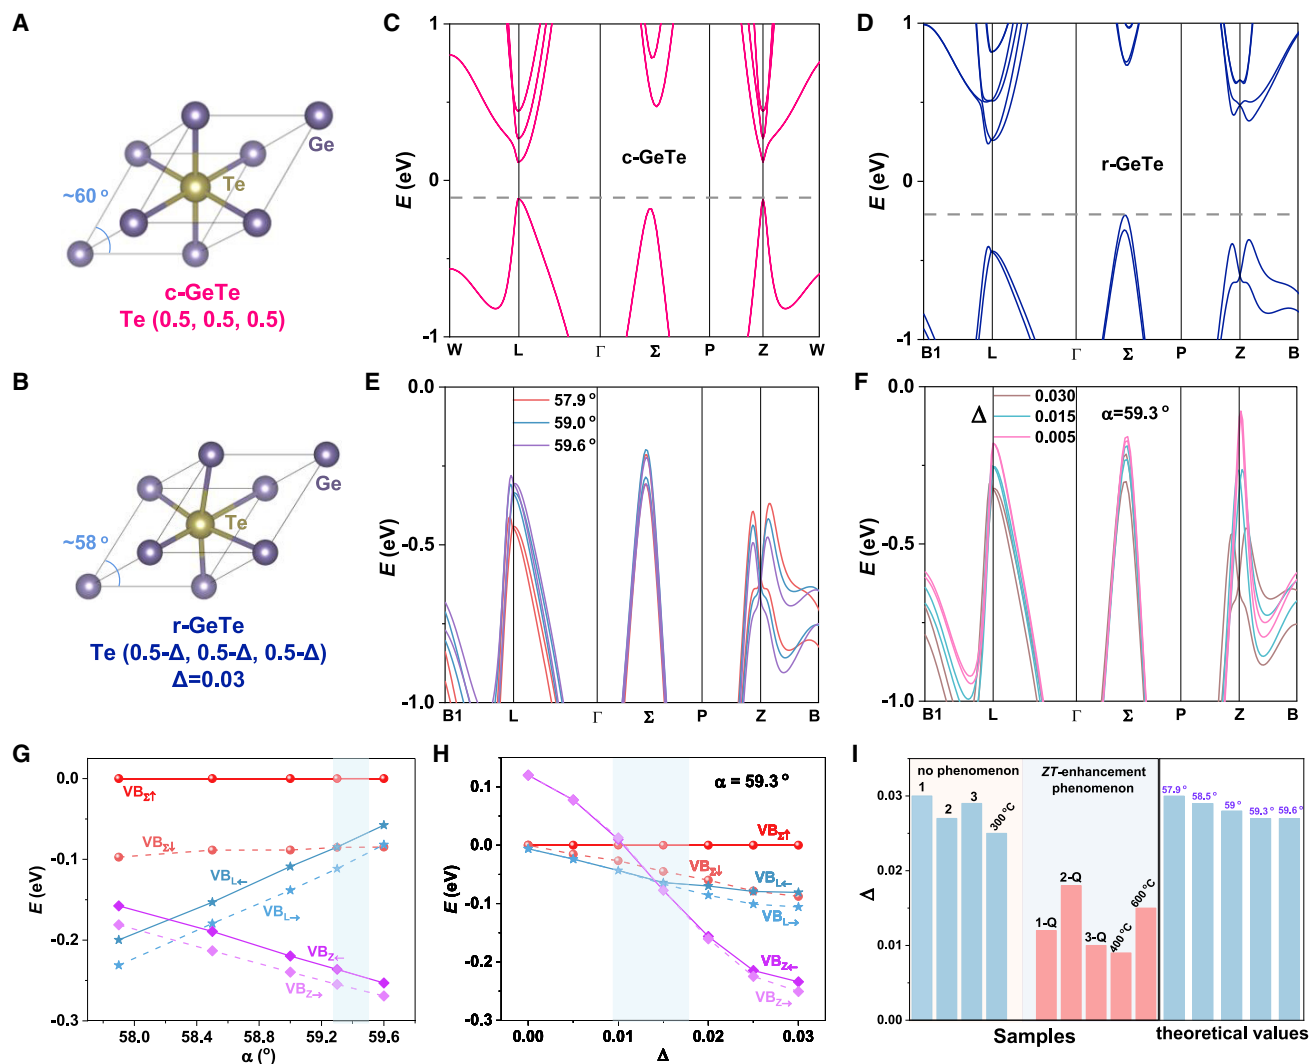 A
Ge
Te
~60 °
c-GeTe
Te (0.5, 0.5, 0.5)
B
Ge
Te
~58 °
r-GeTe
Te (0.5-Δ, 0.5-Δ, 0.5-Δ)
Δ=0.03
C
E (eV)
1
0
-1
c-GeTe
W L Γ Σ P Z W
D
E (eV)
1
0
-1
r-GeTe
B1 L Γ Σ P Z B
E
E (eV)
0.0
-0.5
-1.0
57.9 °
59.0 °
59.6 °
B1 L Γ Σ P Z B
F
E (eV)
0.0
-0.5
-1.0
Δ
0.030
0.015
0.005
α=59.3 °
B1 L Γ Σ P Z B
G
E (eV)
0.0
-0.1
-0.2
-0.3
VBΣ↑
VBΣ↓
VBL←
VBL→
VBZ←
VBZ→
58.0 58.4 58.8 59.2 59.6
α (°)
H
E (eV)
0.1
0.0
-0.1
-0.2
-0.3
α = 59.3 °
VBΣ↑
VBΣ↓
VBL←
VBL→
VBZ←
VBZ→
0.00 0.01 0.02 0.03
Δ
I
Δ
0.03
0.02
0.01
0.00
no phenomenon
1 2 3 300 °C
ZT-enhancement
phenomenon
1-Q 2-Q 3-Q 400 °C 600 °C
57.9 ° 58.5 ° 59 ° 59.3 ° 59.6 °
Samples
theoretical values